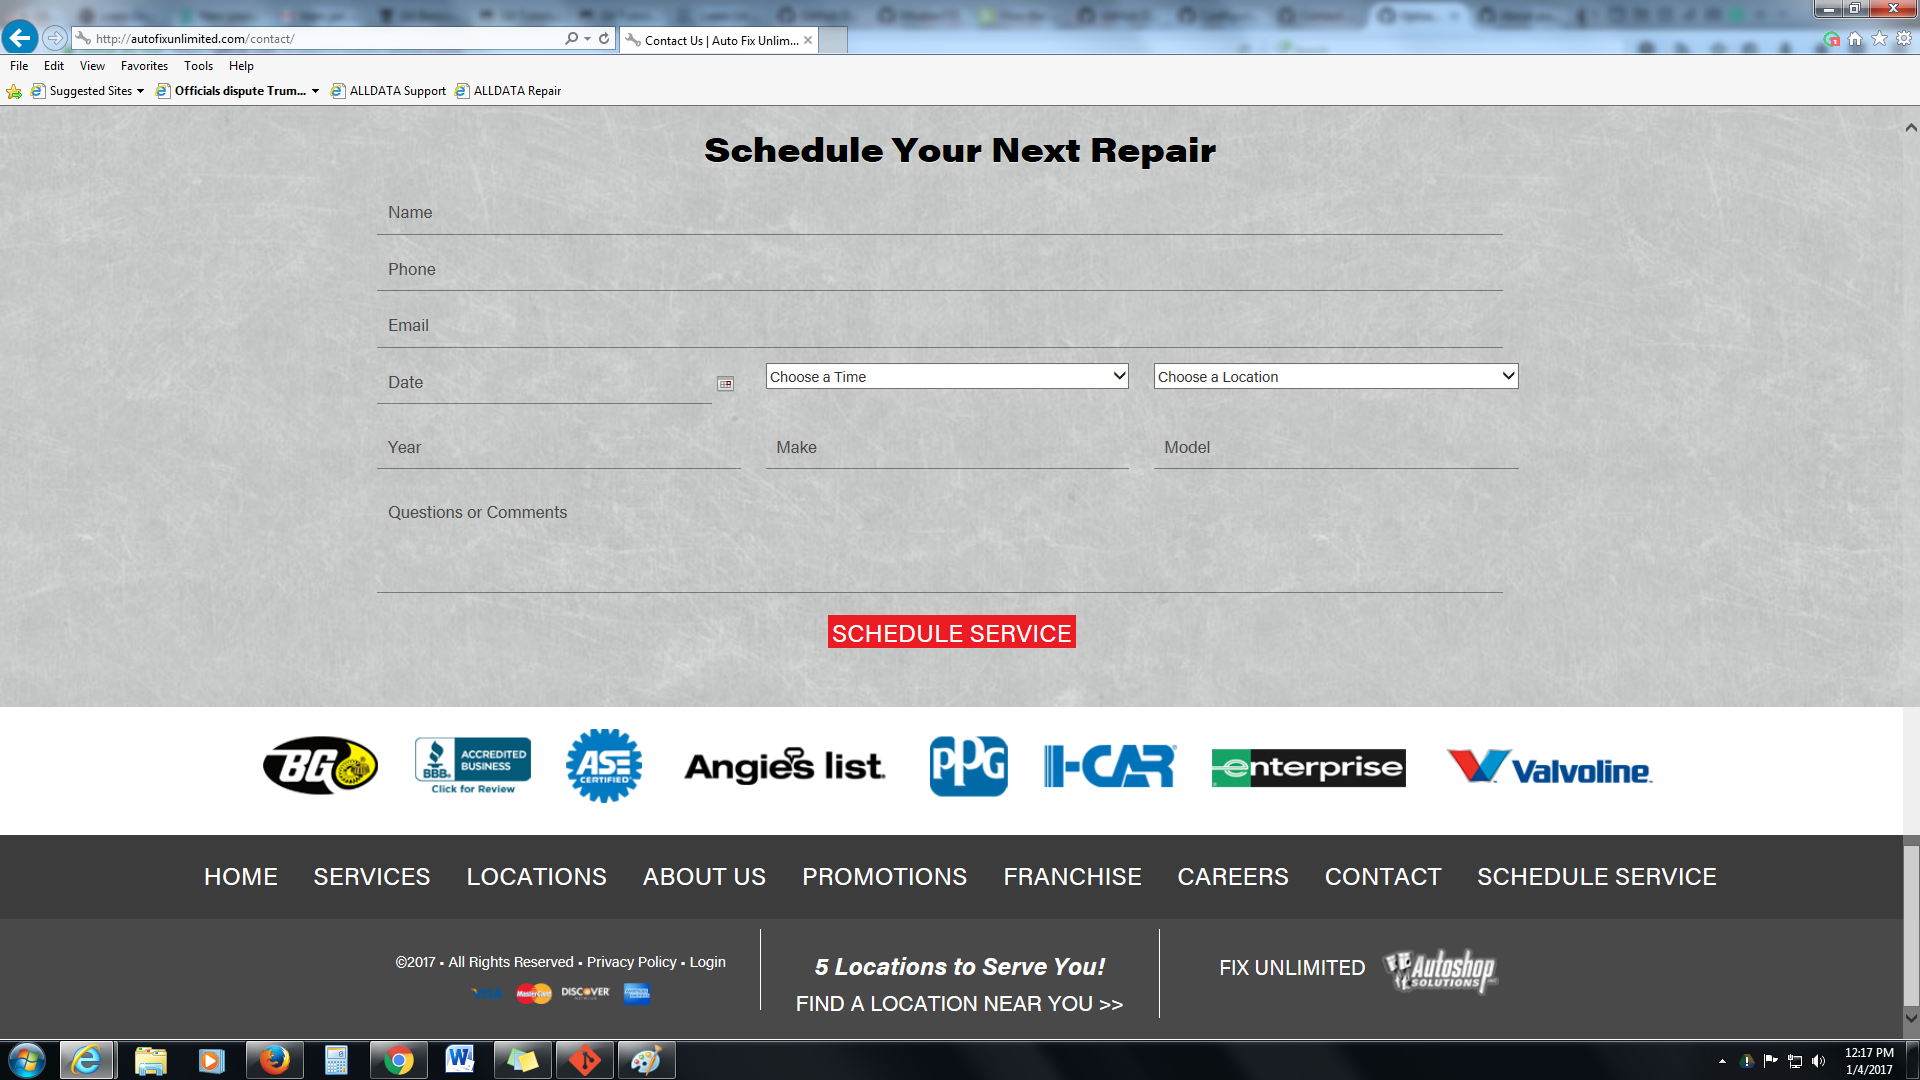 http://autofixunlimited.com/contact/
Contact Us | Auto Fix Unlim...
File Edit View Favorites Tools Help
Suggested Sites Officials dispute Trum... ALLDATA Support ALLDATA Repair
Schedule Your Next Repair
Name
Phone
Email
Date Choose a Time Choose a Location
Year Make Model
Questions or Comments
SCHEDULE SERVICE
BG
BBB. ACCREDITED BUSINESS
Click for Review
ASE CERTIFIED
Angie's list.
PPG
I-CAR
enterprise
Valvoline
HOME SERVICES LOCATIONS ABOUT US PROMOTIONS FRANCHISE CAREERS CONTACT SCHEDULE SERVICE
©2017 • All Rights Reserved • Privacy Policy • Login
VISA MasterCard DISCOVER
5 Locations to Serve You!
FIND A LOCATION NEAR YOU >>
FIX UNLIMITED
Autoshop SOLUTIONS
12:17 PM
1/4/2017